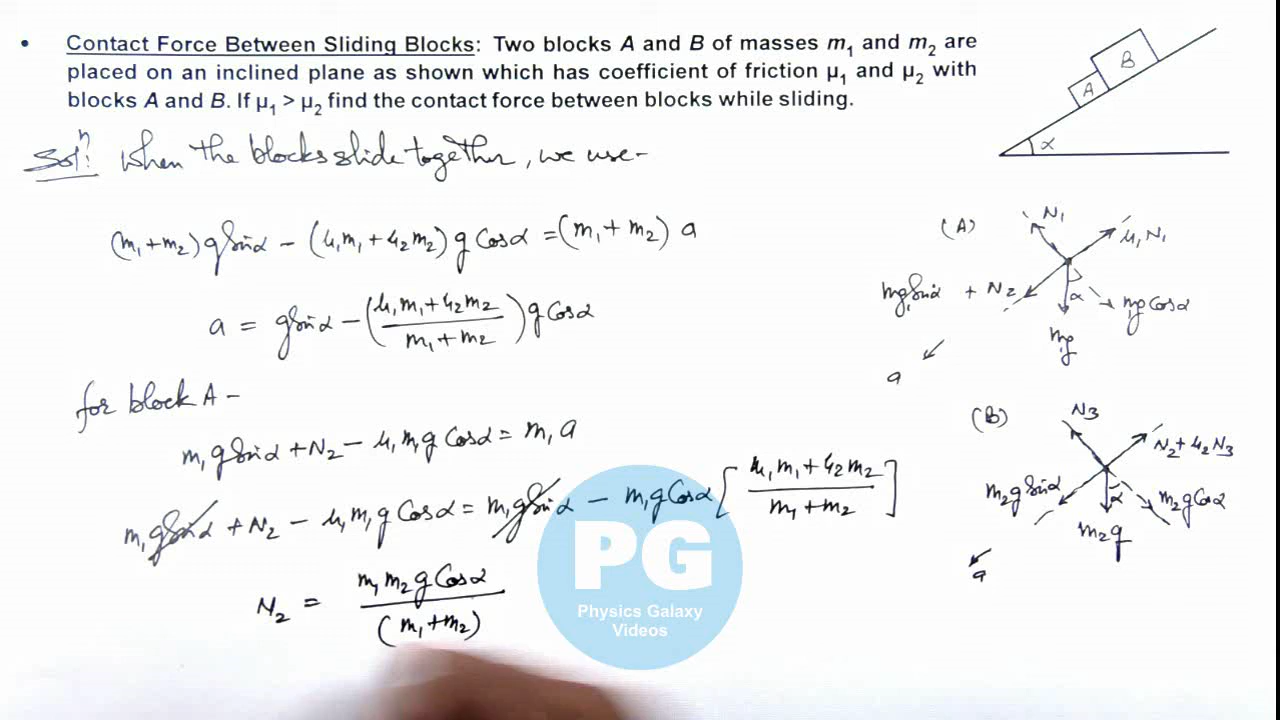 • Contact Force Between Sliding Blocks: Two blocks A and B of masses m₁ and m₂ are
placed on an inclined plane as shown which has coefficient of friction μ₁ and μ₂ with
blocks A and B. If μ₁ > μ₂ find the contact force between blocks while sliding.
A
B
α
Solⁿ: When the blocks slide together, we use–
(m₁+m₂)g Sinα – (μ₁m₁+μ₂m₂)g Cosα = (m₁+m₂) a
a = g Sinα – ((μ₁m₁+μ₂m₂)/(m₁+m₂)) g Cosα
for block A –
m₁g Sinα + N₂ – μ₁m₁g Cosα = m₁a
m₁g Sinα + N₂ – μ₁m₁g Cosα = m₁g Sinα – m₁g Cosα [(μ₁m₁+μ₂m₂)/(m₁+m₂)]
N₂ = m₁m₂g Cosα/(m₁+m₂)
(A)
N₁
μ₁N₁
m₁g Sinα + N₂
α
m₁g Cosα
m₁g
a
(B)
N₃
N₂+μ₂N₃
m₂g Sinα
α
m₂g Cosα
m₂g
a
PG
Physics Galaxy
Videos